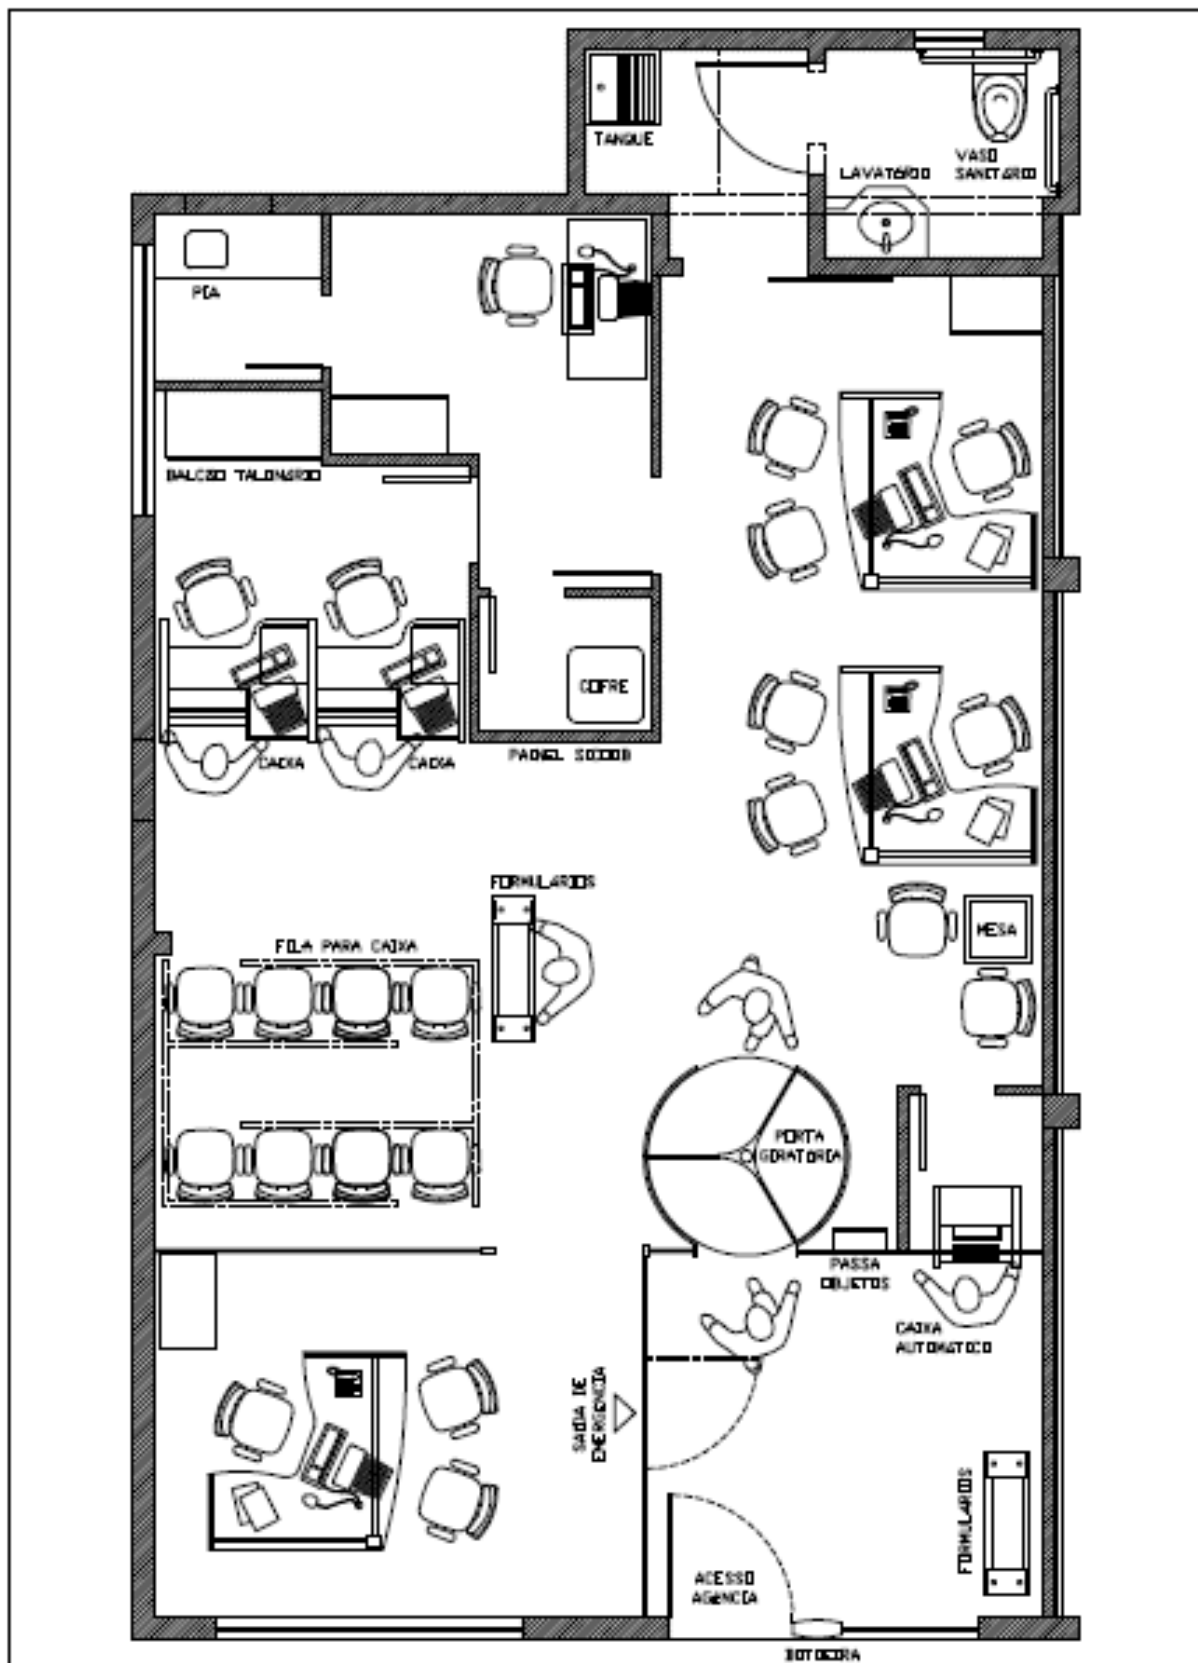 TANQUE
VASO
SANITÁRIO
LAVATÓRIO
PIA
BALCÃO TALONÁRIO
COFRE
CAIXA
CAIXA
PAINEL SICOOB
FORMULÁRIOS
FILA PARA CAIXA
MESA
PORTA
GIRATÓRIA
PASSA
OBJETOS
CAIXA
AUTOMÁTICO
SAÍDA DE
EMERGÊNCIA
FORMULÁRIOS
ACESSO
AGÊNCIA
BOTOEIRA